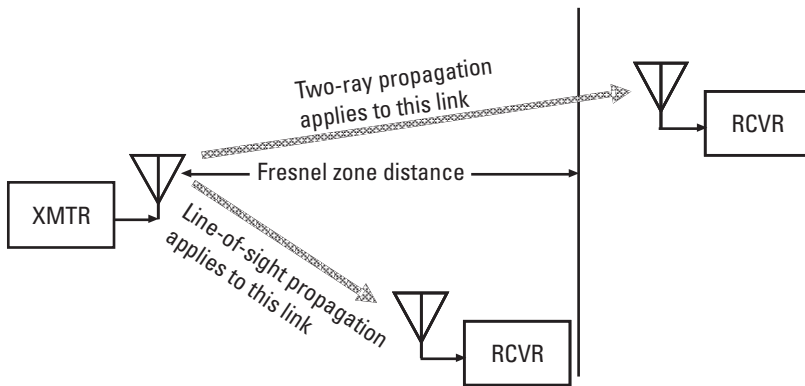 Two-ray propagation
applies to this link
RCVR
Fresnel zone distance
XMTR
Line-of-sight propagation
applies to this link
RCVR